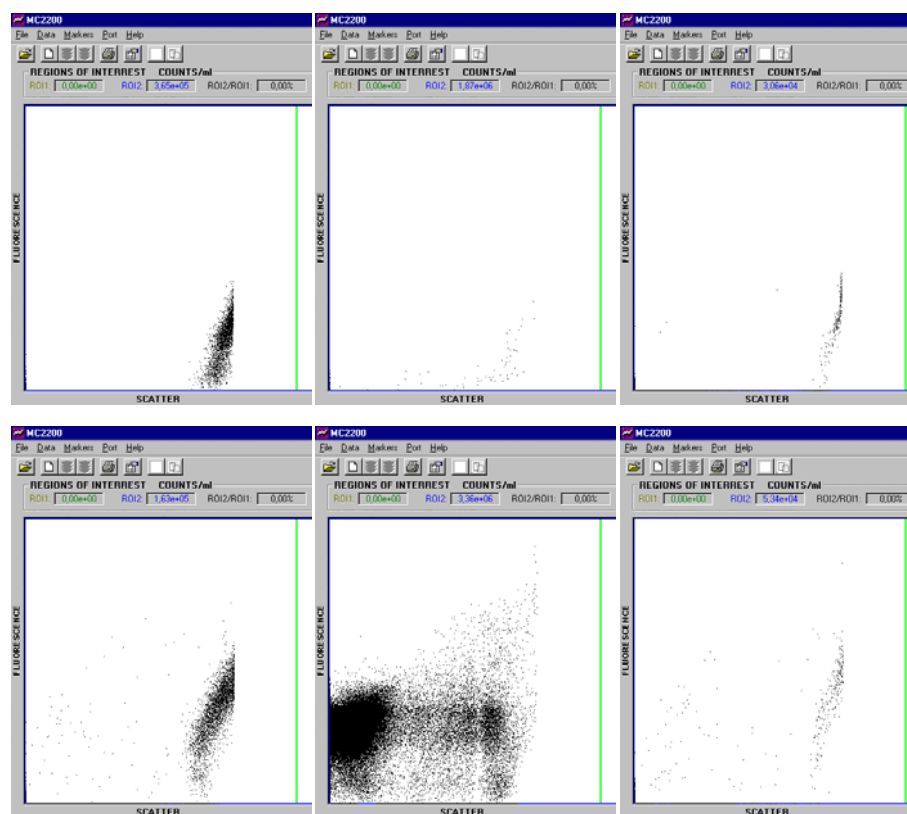 MC2200
File Data Markers Port Help
REGIONS OF INTERREST COUNTS/ml
ROI1: 0,00e+00 ROI2: 3,65e+05 ROI2/ROI1: 0,00%
FLUORESCENCE
SCATTER
MC2200
File Data Markers Port Help
REGIONS OF INTERREST COUNTS/ml
ROI1: 0,00e+00 ROI2: 1,87e+06 ROI2/ROI1: 0,00%
FLUORESCENCE
SCATTER
MC2200
File Data Markers Port Help
REGIONS OF INTERREST COUNTS/ml
ROI1: 0,00e+00 ROI2: 3,06e+04 ROI2/ROI1: 0,00%
FLUORESCENCE
SCATTER
MC2200
File Data Markers Port Help
REGIONS OF INTERREST COUNTS/ml
ROI1: 0,00e+00 ROI2: 1,63e+05 ROI2/ROI1: 0,00%
FLUORESCENCE
SCATTER
MC2200
File Data Markers Port Help
REGIONS OF INTERREST COUNTS/ml
ROI1: 0,00e+00 ROI2: 3,36e+06 ROI2/ROI1: 0,00%
FLUORESCENCE
SCATTER
MC2200
File Data Markers Port Help
REGIONS OF INTERREST COUNTS/ml
ROI1: 0,00e+00 ROI2: 5,34e+04 ROI2/ROI1: 0,00%
FLUORESCENCE
SCATTER